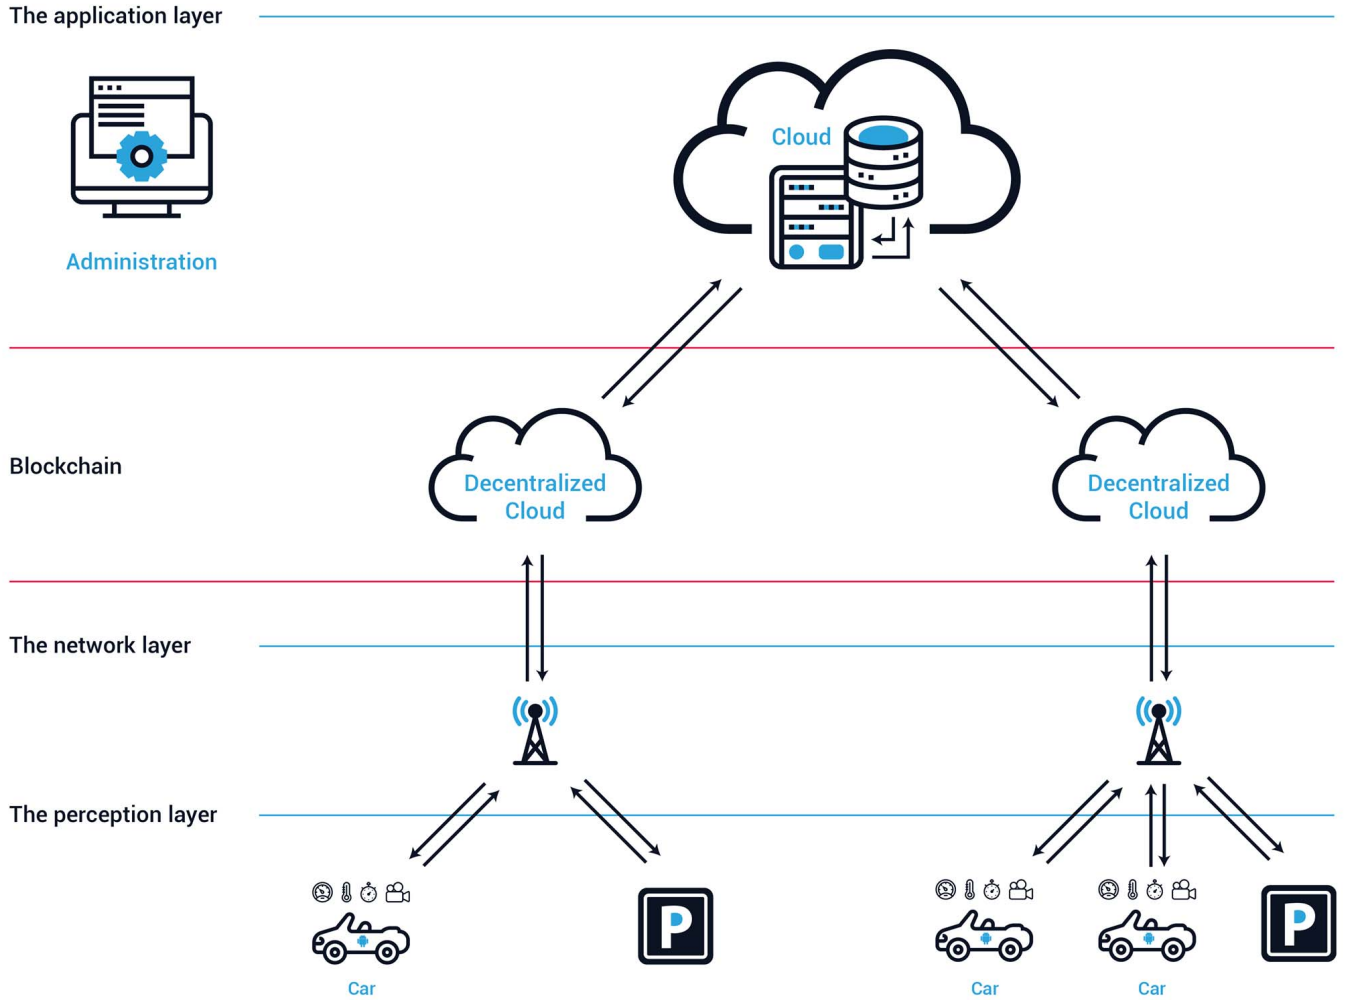 The application layer
Cloud
Administration
Blockchain
Decentralized
Cloud
Decentralized
Cloud
The network layer
The perception layer
P
P
Car
Car
Car